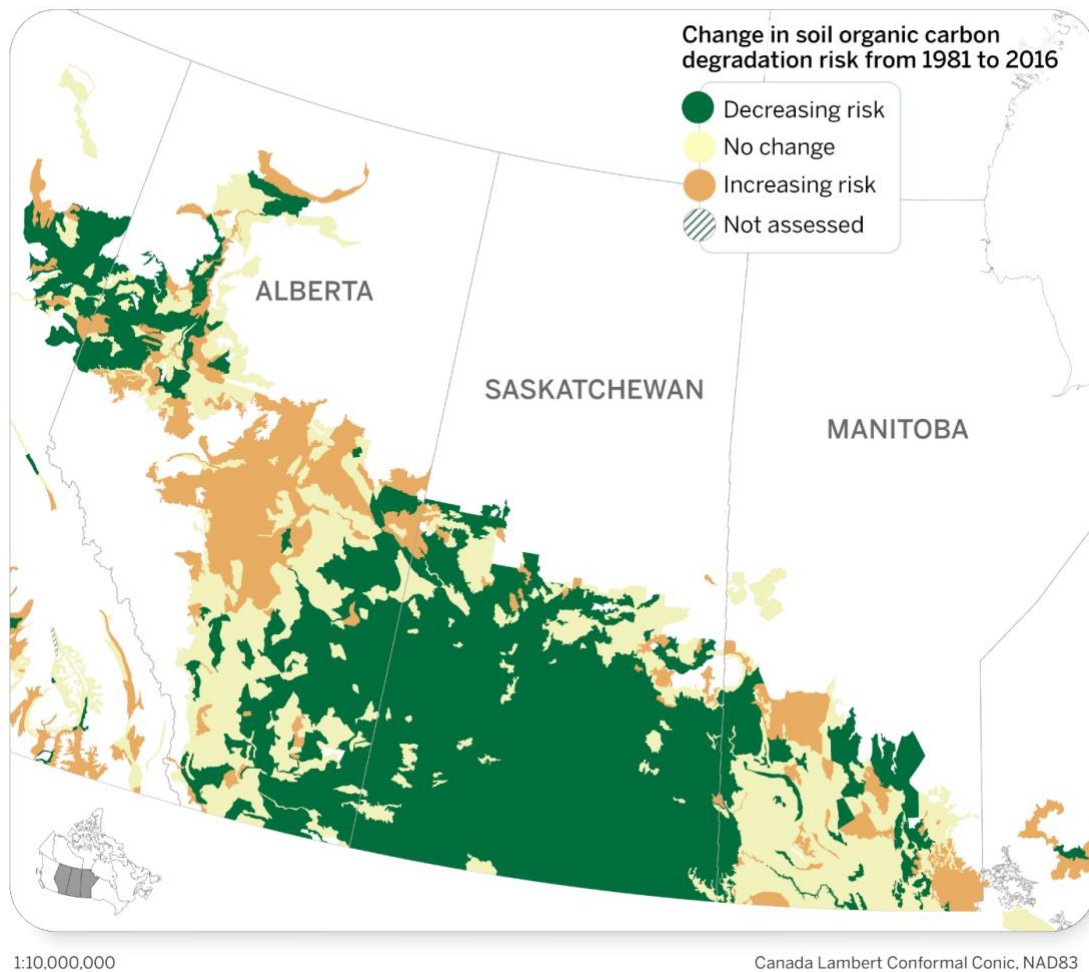 Change in soil organic carbon
degradation risk from 1981 to 2016
Decreasing risk
No change
Increasing risk
Not assessed
ALBERTA
SASKATCHEWAN
MANITOBA
1:10,000,000
Canada Lambert Conformal Conic, NAD83